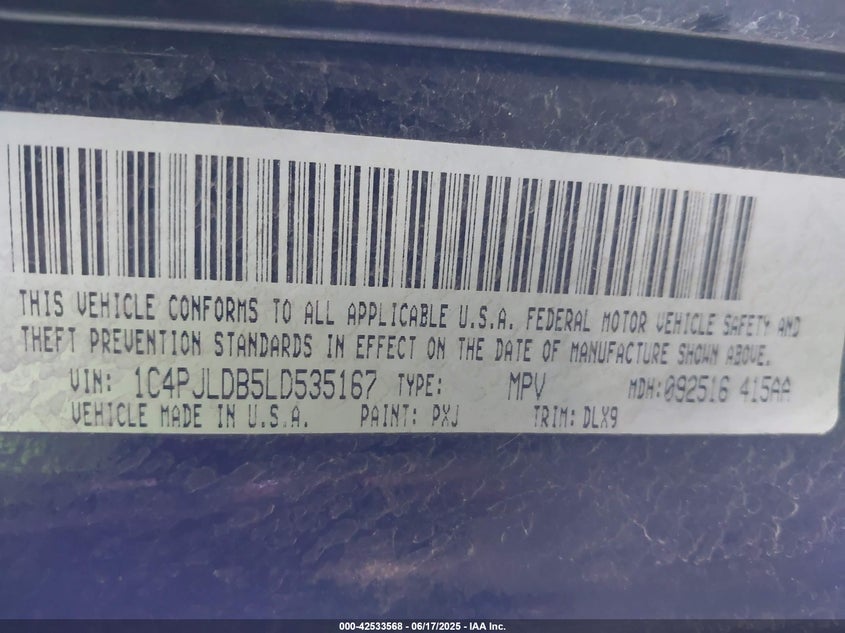 THIS VEHICLE CONFORMS TO ALL APPLICABLE U.S.A. FEDERAL MOTOR VEHICLE SAFETY AND
THEFT PREVENTION STANDARDS IN EFFECT ON THE DATE OF MANUFACTURE SHOWN ABOVE.
VIN: 1C4PJLDB5LD535167 TYPE: MPV MDH:092516 415AA
VEHICLE MADE IN U.S.A. PAINT: PXJ TRIM: DLX9
000-42533568 - 06/17/2025 - IAA Inc.